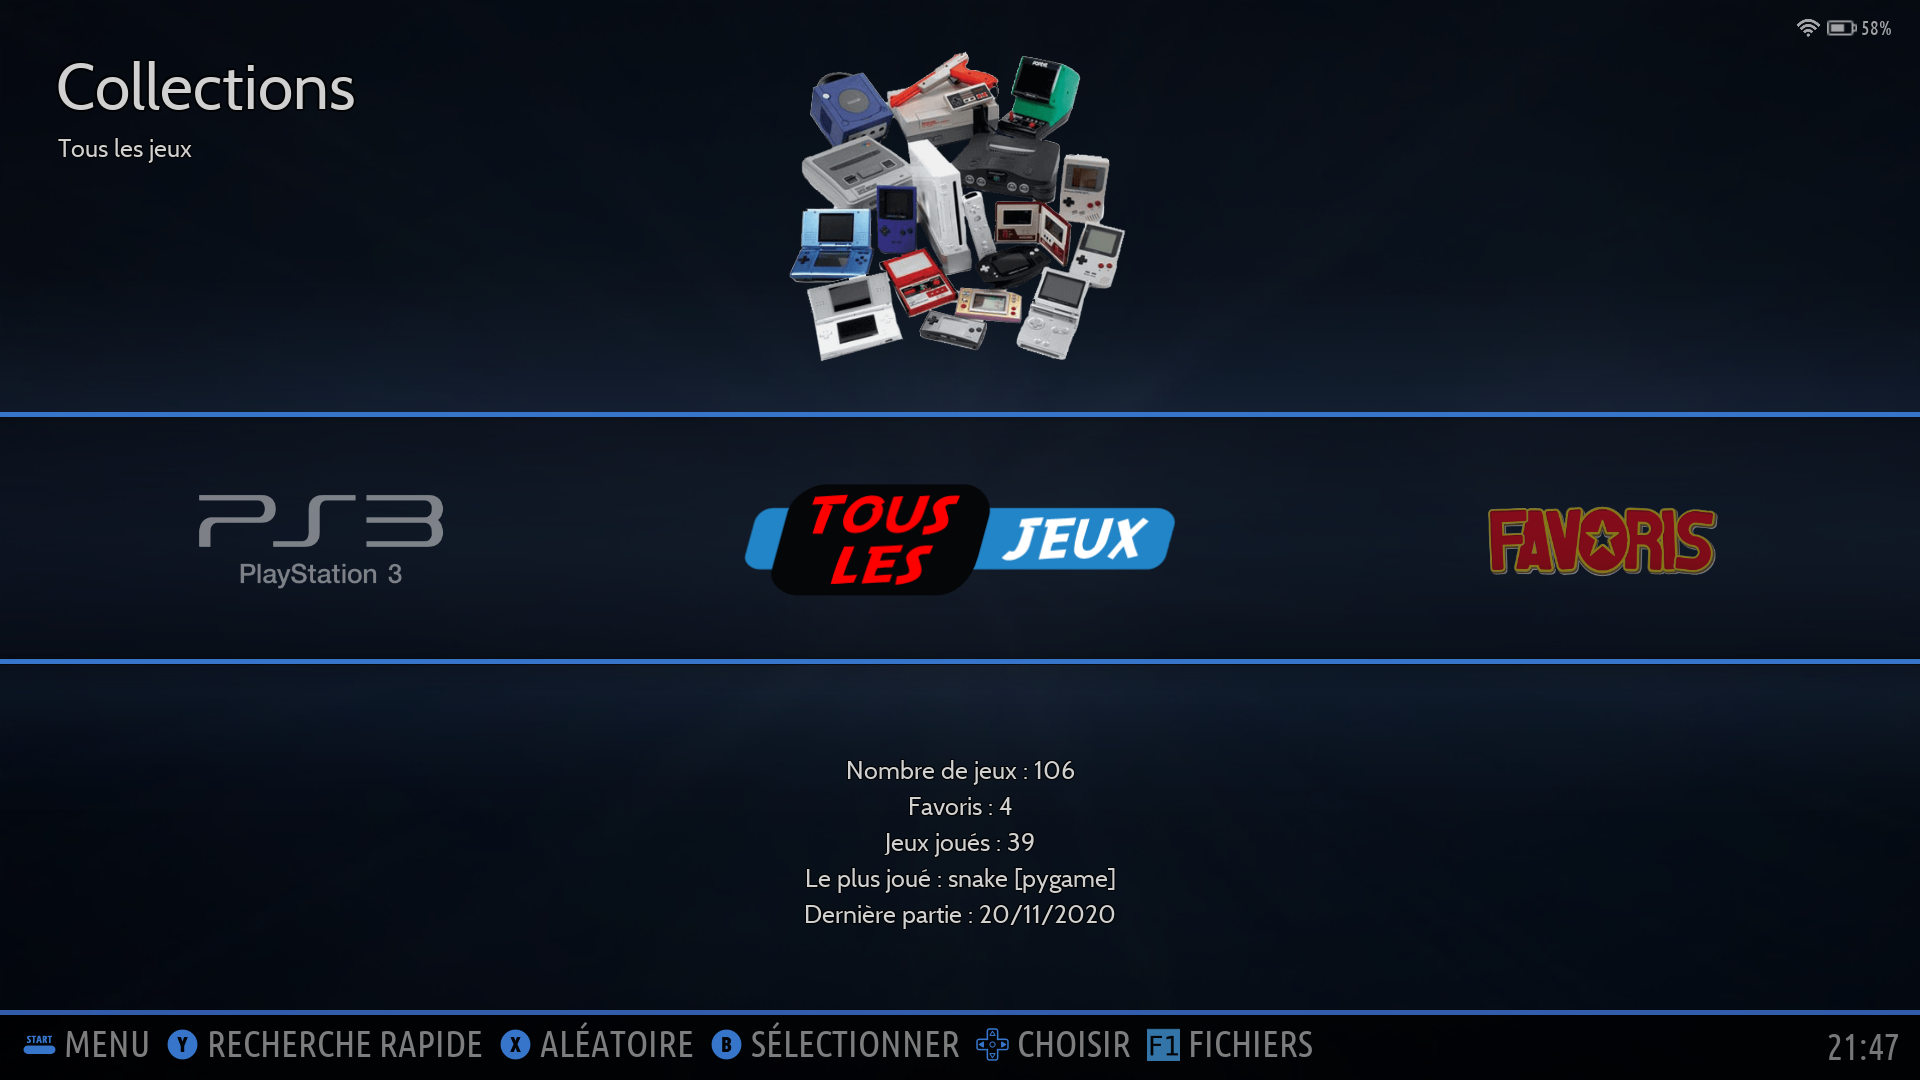 58%
Collections
Tous les jeux
PS3
PlayStation 3
TOUS
LES
JEUX
FAVORIS
Nombre de jeux : 106
Favoris : 4
Jeux joués : 39
Le plus joué : snake [pygame]
Dernière partie : 20/11/2020
START MENU Y RECHERCHE RAPIDE X ALÉATOIRE B SÉLECTIONNER CHOISIR F1 FICHIERS
21:47